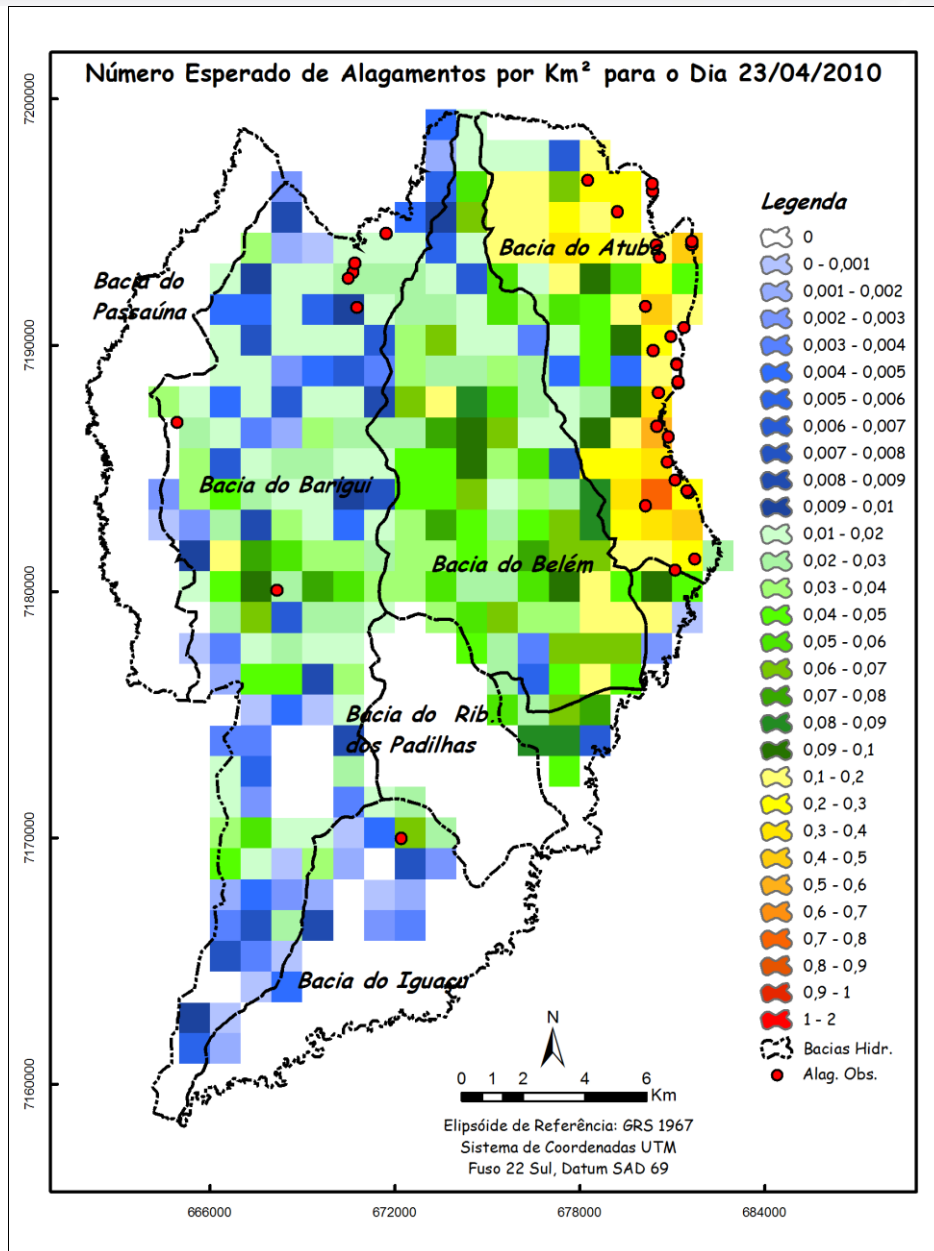 Número Esperado de Alagamentos por Km² para o Dia 23/04/2010
7200000
7190000
7180000
7170000
7160000
Bacia do
Passaúna
Bacia do Atuba
Bacia do Barigui
Bacia do Belém
Bacia do Rib.
dos Padilhas
Bacia do Iguaçu
Legenda
0
0 - 0,001
0,001 - 0,002
0,002 - 0,003
0,003 - 0,004
0,004 - 0,005
0,005 - 0,006
0,006 - 0,007
0,007 - 0,008
0,008 - 0,009
0,009 - 0,01
0,01 - 0,02
0,02 - 0,03
0,03 - 0,04
0,04 - 0,05
0,05 - 0,06
0,06 - 0,07
0,07 - 0,08
0,08 - 0,09
0,09 - 0,1
0,1 - 0,2
0,2 - 0,3
0,3 - 0,4
0,4 - 0,5
0,5 - 0,6
0,6 - 0,7
0,7 - 0,8
0,8 - 0,9
0,9 - 1
1 - 2
Bacias Hidr.
Alag. Obs.
N
0 1 2 4 6
Km
Elipsóide de Referência: GRS 1967
Sistema de Coordenadas UTM
Fuso 22 Sul, Datum SAD 69
666000 672000 678000 684000